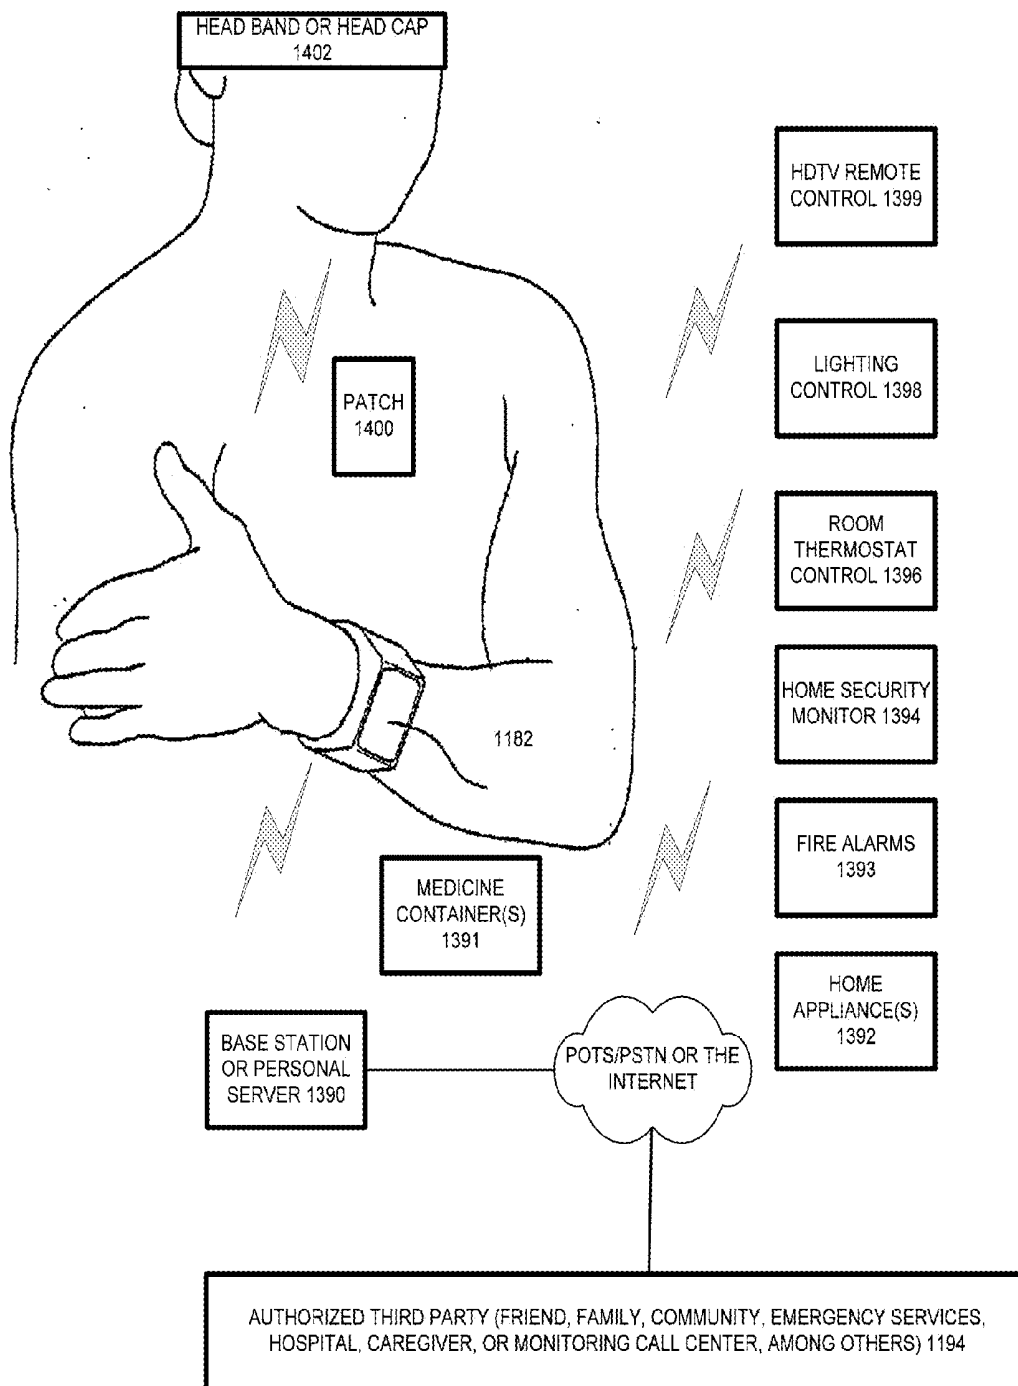 HEAD BAND OR HEAD CAP
1402
HDTV REMOTE
CONTROL 1399
LIGHTING
CONTROL 1398
PATCH
1400
ROOM
THERMOSTAT
CONTROL 1396
HOME SECURITY
MONITOR 1394
1182
FIRE ALARMS
1393
MEDICINE
CONTAINER(S)
1391
HOME
APPLIANCE(S)
1392
BASE STATION
OR PERSONAL
SERVER 1390
POTS/PSTN OR THE
INTERNET
AUTHORIZED THIRD PARTY (FRIEND, FAMILY, COMMUNITY, EMERGENCY SERVICES,
HOSPITAL, CAREGIVER, OR MONITORING CALL CENTER, AMONG OTHERS) 1194